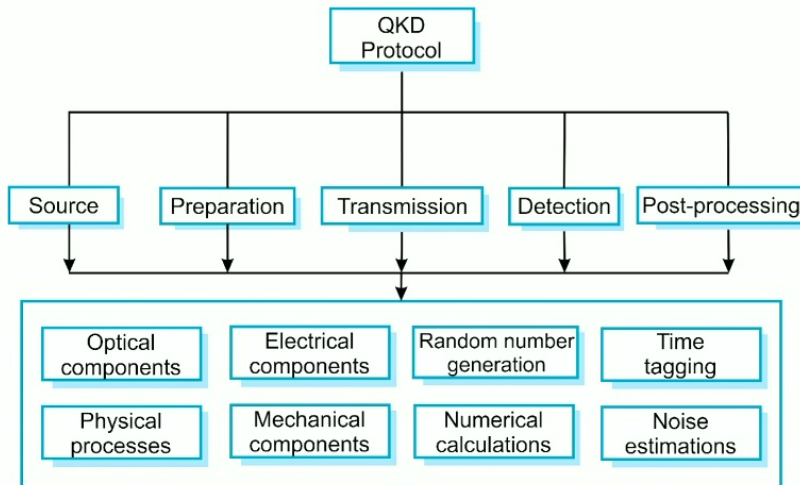 QKD
Protocol
Source
Preparation
Transmission
Detection
Post-processing
Optical
components
Electrical
components
Random number
generation
Time
tagging
Physical
processes
Mechanical
components
Numerical
calculations
Noise
estimations